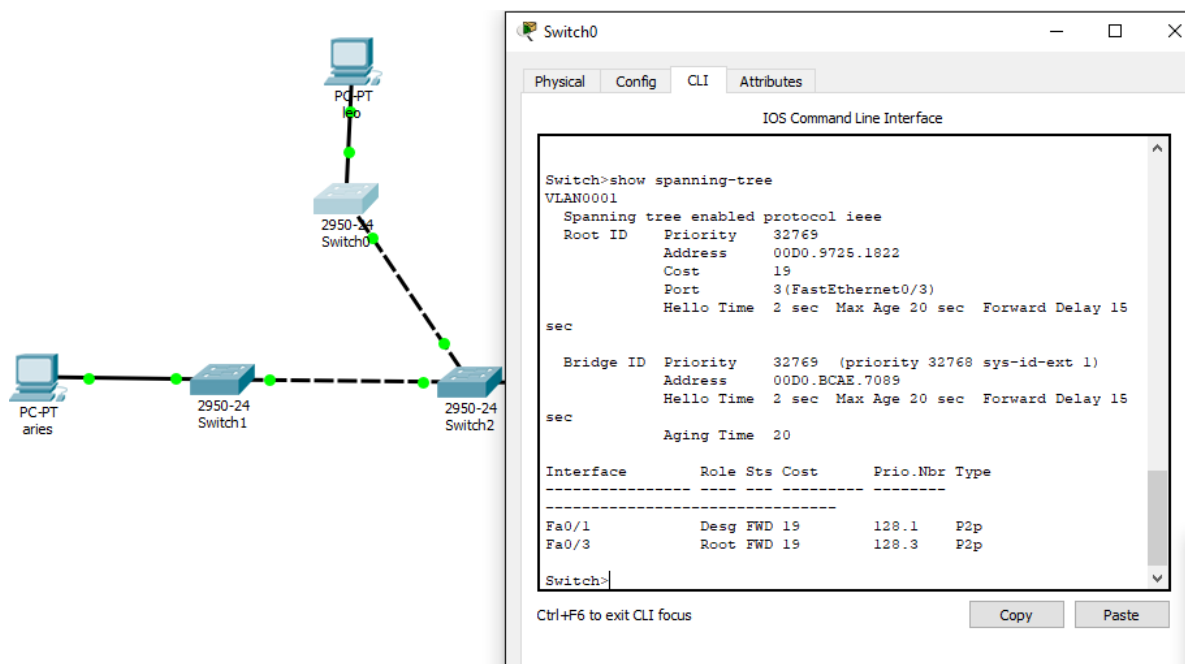 PC-PT
leo
2950-24
Switch0
PC-PT
aries
2950-24
Switch1
2950-24
Switch2
Switch0
Physical Config CLI Attributes
IOS Command Line Interface
Switch>show spanning-tree
VLAN0001
Spanning tree enabled protocol ieee
Root ID Priority 32769
Address 00D0.9725.1822
Cost 19
Port 3(FastEthernet0/3)
Hello Time 2 sec Max Age 20 sec Forward Delay 15
sec
Bridge ID Priority 32769 (priority 32768 sys-id-ext 1)
Address 00D0.BCAE.7089
Hello Time 2 sec Max Age 20 sec Forward Delay 15
sec
Aging Time 20
Interface Role Sts Cost Prio.Nbr Type
---------------- ---- --- --------- --------
--------------------------------
Fa0/1 Desg FWD 19 128.1 P2p
Fa0/3 Root FWD 19 128.3 P2p
Switch>
Ctrl+F6 to exit CLI focus
Copy Paste